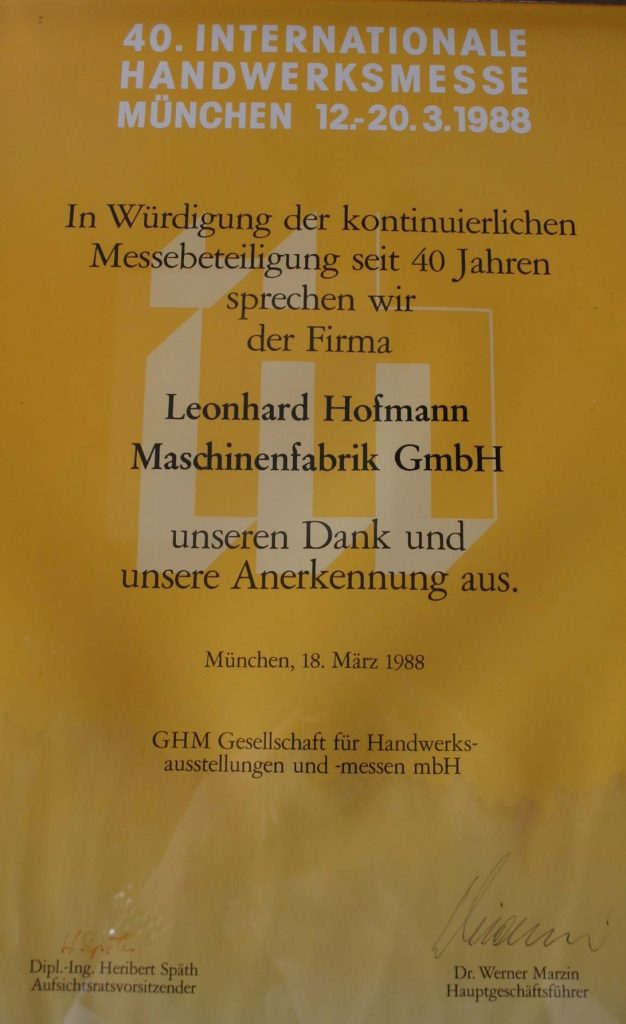 40. INTERNATIONALE
HANDWERKSMESSE
MÜNCHEN 12.-20.3.1988
In Würdigung der kontinuierlichen
Messebeteiligung seit 40 Jahren
sprechen wir
der Firma
Leonhard Hofmann
Maschinenfabrik GmbH
unseren Dank und
unsere Anerkennung aus.
München, 18. März 1988
GHM Gesellschaft für Handwerks-
ausstellungen und -messen mbH
H. Späth
Dipl.-Ing. Heribert Späth
Aufsichtsratsvorsitzender
Dr. Werner Marzin
Hauptgeschäftsführer